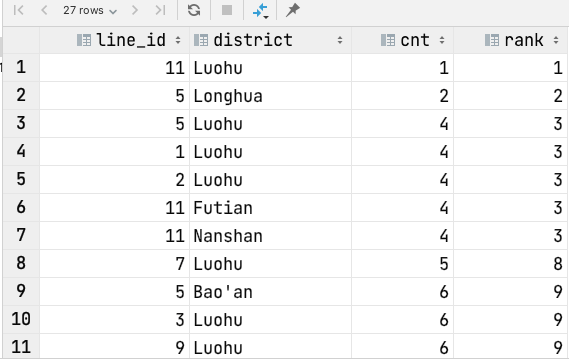 27 rows
line_id district cnt rank
1 11 Luohu 1 1
2 5 Longhua 2 2
3 5 Luohu 4 3
4 1 Luohu 4 3
5 2 Luohu 4 3
6 11 Futian 4 3
7 11 Nanshan 4 3
8 7 Luohu 5 8
9 5 Bao'an 6 9
10 3 Luohu 6 9
11 9 Luohu 6 9